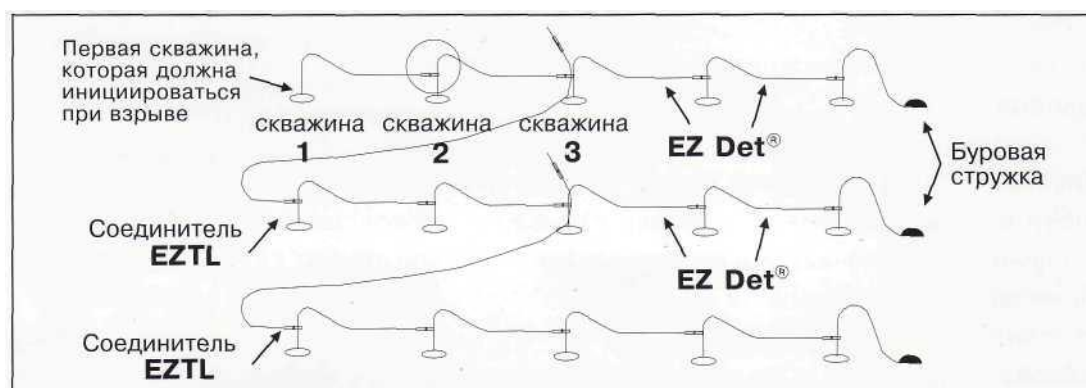 Первая скважина,
которая должна
инициироваться
при взрыве
скважина
1
скважина
2
скважина
3
EZ Det®
Буровая
стружка
Соединитель
EZTL
EZ Det®
Соединитель
EZTL